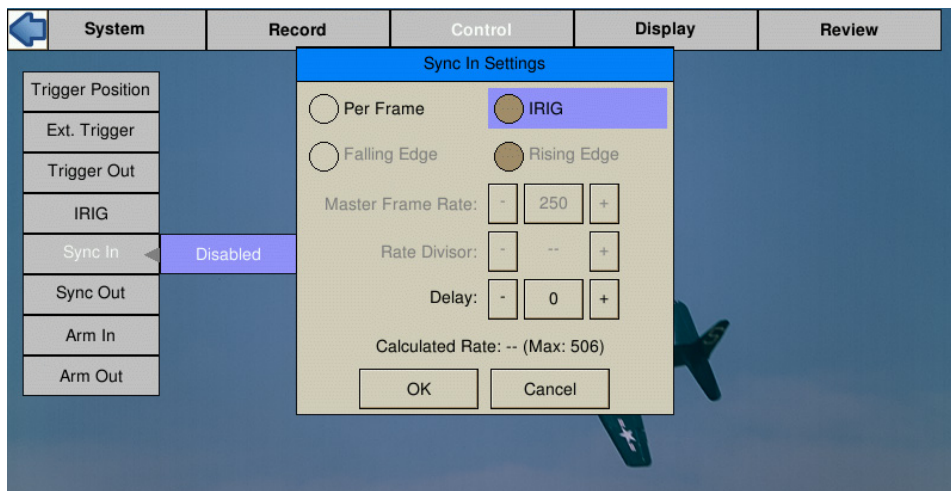 System Record Control Display Review
Sync In Settings
Trigger Position
Ext. Trigger
Trigger Out
IRIG
Sync In
Disabled
Sync Out
Arm In
Arm Out
Per Frame IRIG
Falling Edge Rising Edge
Master Frame Rate: - 250 +
Rate Divisor: - -- +
Delay: - 0 +
Calculated Rate: -- (Max: 506)
OK Cancel